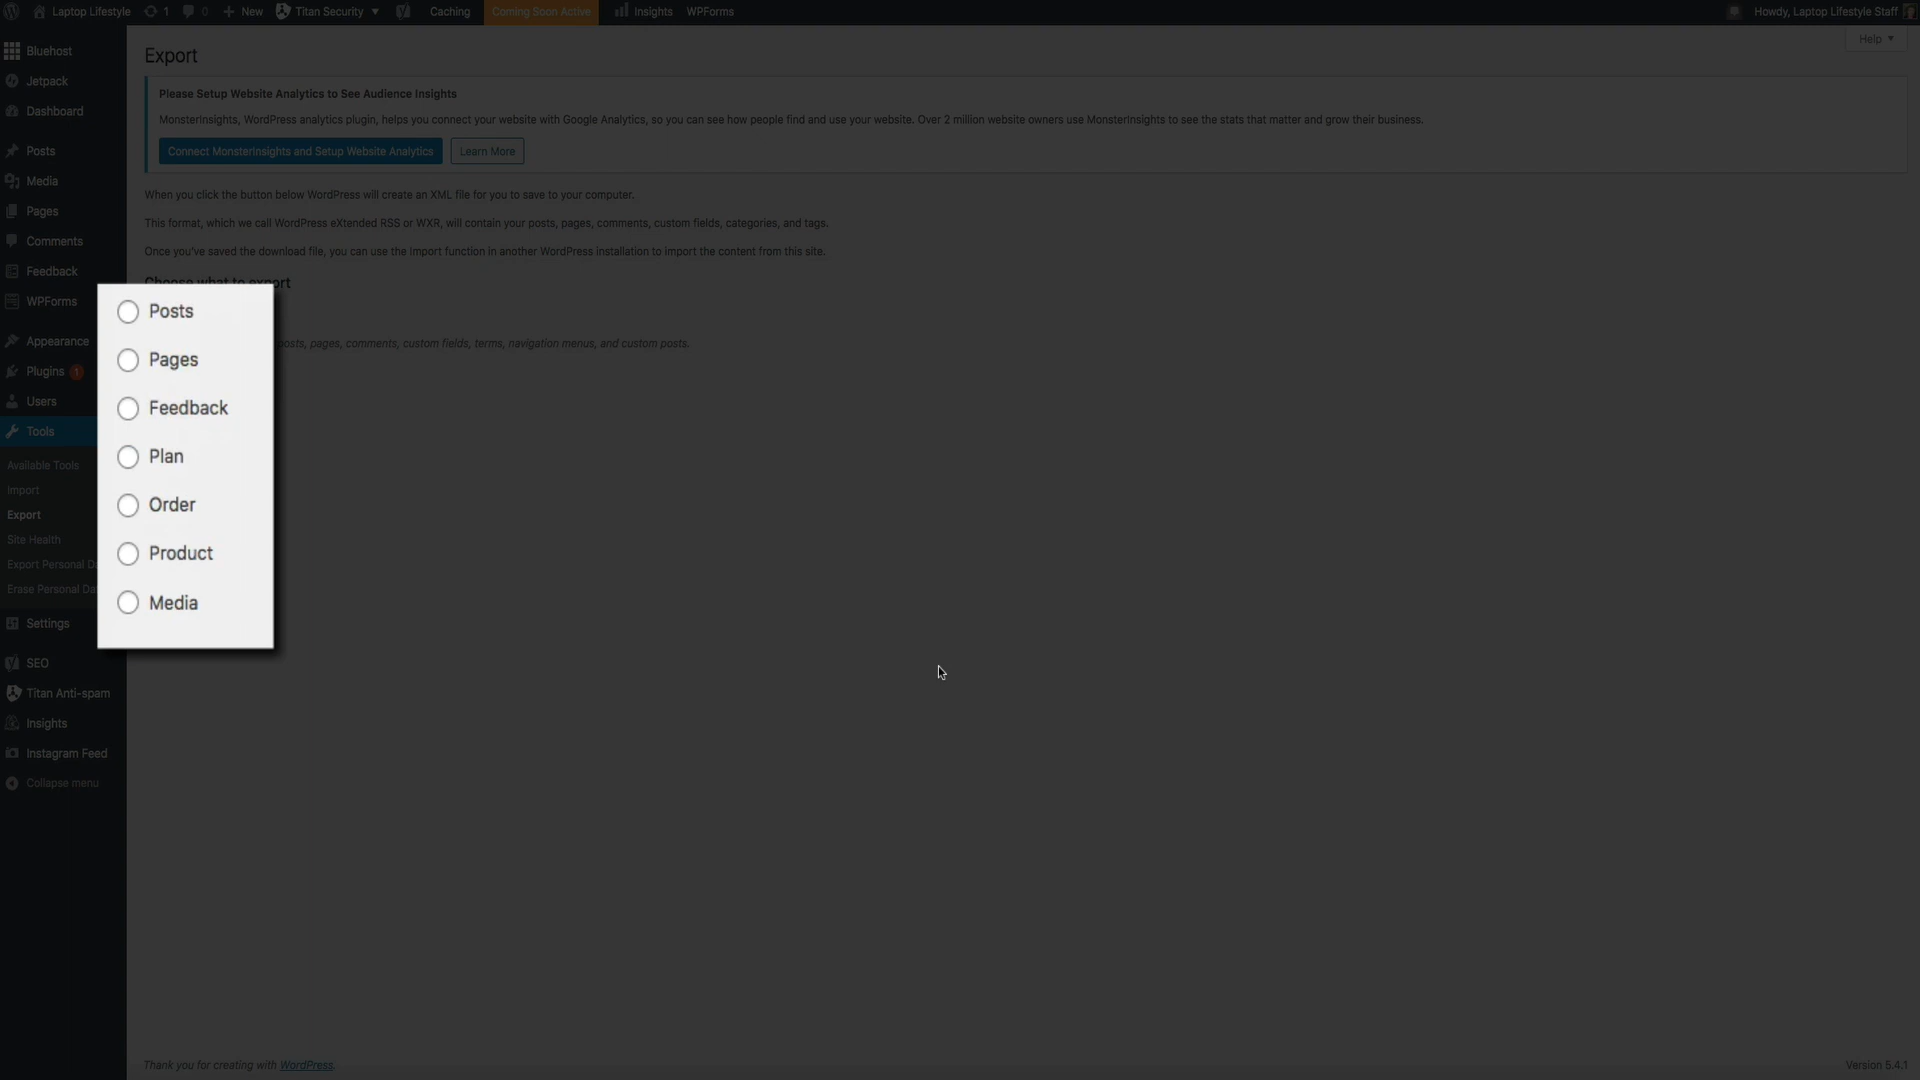 Laptop Lifestyle 1 0 New Titan Security Caching Coming Soon Active Insights WPForms Howdy, Laptop Lifestyle Staff
Help
Bluehost
Jetpack
Dashboard
Posts
Media
Pages
Comments
Feedback
WPForms
Appearance
Plugins 1
Users
Tools
Available Tools
Import
Export
Site Health
Export Personal
Erase Personal
Settings
SEO
Titan Anti-spam
Insights
Instagram Feed
Collapse menu
Export
Please Setup Website Analytics to See Audience Insights
MonsterInsights, WordPress analytics plugin, helps you connect your website with Google Analytics, so you can see how people find and use your website. Over 2 million website owners use MonsterInsights to see the stats that matter and grow their business.
Connect MonsterInsights and Setup Website Analytics Learn More
When you click the button below WordPress will create an XML file for you to save to your computer.
This format, which we call WordPress eXtended RSS or WXR, will contain your posts, pages, comments, custom fields, categories, and tags.
Once you've saved the download file, you can use the Import function in another WordPress installation to import the content from this site.
Choose what to export
posts, pages, comments, custom fields, terms, navigation menus, and custom posts.
Posts
Pages
Feedback
Plan
Order
Product
Media
Thank you for creating with WordPress.
Version 5.4.1